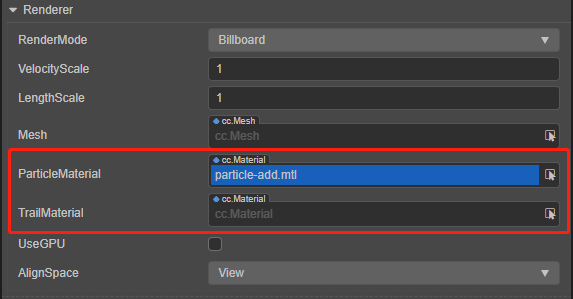 Renderer
RenderMode Billboard
VelocityScale 1
LengthScale 1
cc.Mesh
Mesh cc.Mesh
cc.Material
ParticleMaterial particle-add.mtl
cc.Material
TrailMaterial cc.Material
UseGPU
AlignSpace View